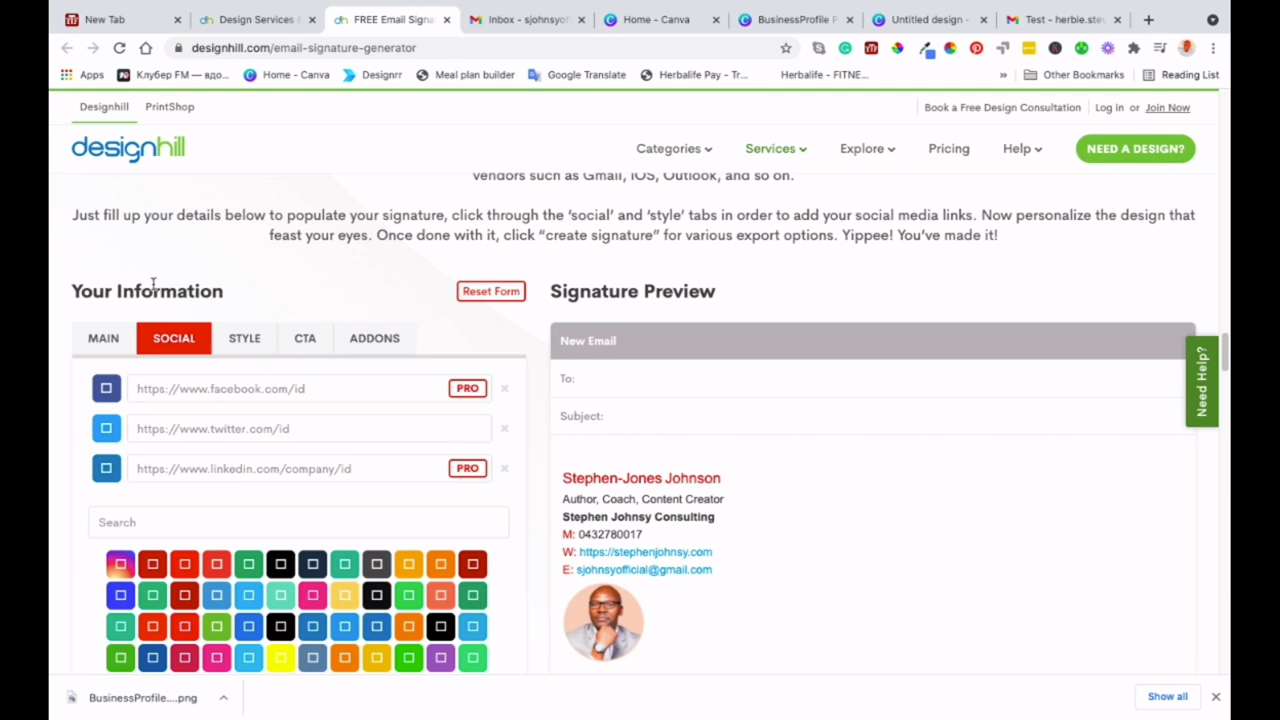 New Tab
Design Services &
FREE Email Signa
Inbox - sjohnsyof
Home - Canva
BusinessProfile P
Untitled design -
Test - herbie.ste
designhill.com/email-signature-generator
Apps
Клубер FM — вдо...
Home - Canva
Designrr
Meal plan builder
Google Translate
Herbalife Pay - Tr...
Herbalife - FITNE...
»
Other Bookmarks
Reading List
Designhill
PrintShop
Book a Free Design Consultation
Log in or Join Now
designhill
Categories
Services
Explore
Pricing
Help
NEED A DESIGN?
vendors such as Gmail, iOS, Outlook, and so on.
Just fill up your details below to populate your signature, click through the ‘social’ and ‘style’ tabs in order to add your social media links. Now personalize the design that
feast your eyes. Once done with it, click “create signature” for various export options. Yippee! You’ve made it!
Your Information
Reset Form
MAIN
SOCIAL
STYLE
CTA
ADDONS
https://www.facebook.com/id
PRO
https://www.twitter.com/id
https://www.linkedin.com/company/id
PRO
Search
Signature Preview
New Email
To:
Subject:
Stephen-Jones Johnson
Author, Coach, Content Creator
Stephen Johnsy Consulting
M: 0432780017
W: https://stephenjohnsy.com
E: sjohnsyofficial@gmail.com
Need Help?
BusinessProfile....png
Show all